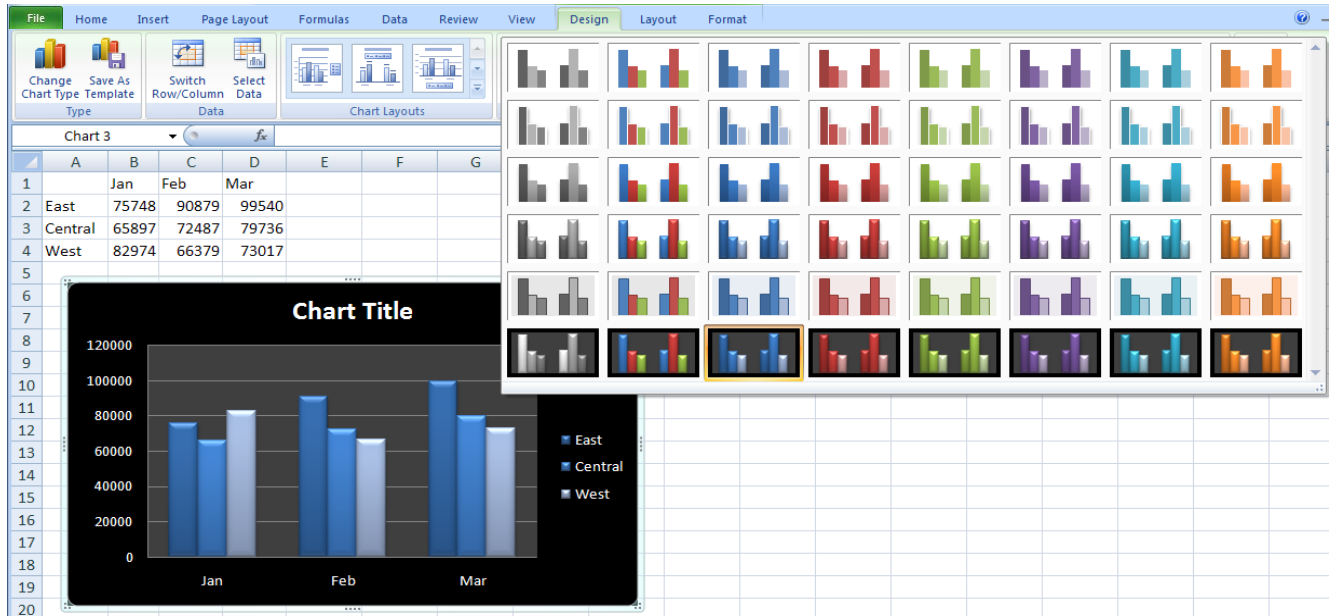 File Home Insert Page Layout Formulas Data Review View Design Layout Format
Change Save As Switch Select
Chart Type Template Row/Column Data
Type Data Chart Layouts
Chart 3 fx
A B C D E F G
1 Jan Feb Mar
2 East 75748 90879 99540
3 Central 65897 72487 79736
4 West 82974 66379 73017
5
6
7
8
9
10
11
12
13
14
15
16
17
18
19
20
Chart Title
120000
100000
80000
60000
40000
20000
0
Jan Feb Mar
East
Central
West